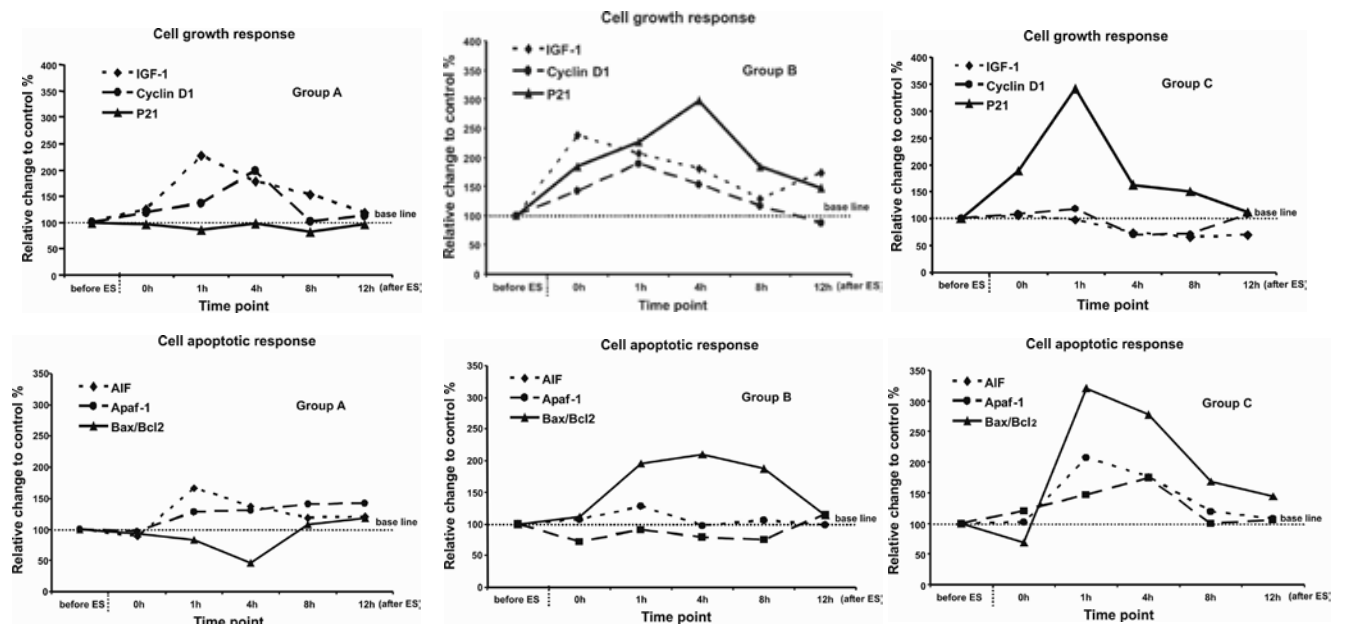 Cell growth response
Relative change to control %
400
350
300
250
200
150
100
50
0
IGF-1
Cyclin D1
P21
Group A
base line
before ES 0h 1h 4h 8h 12h (after ES)
Time point
Cell growth response
Relative change to control %
400
350
300
250
200
150
100
50
0
IGF-1
Cyclin D1
P21
Group B
base line
before ES 0h 1h 4h 8h 12h (after ES)
Time point
Cell growth response
Relative change to control %
400
350
300
250
200
150
100
50
0
IGF-1
Cyclin D1
P21
Group C
base line
before ES 0h 1h 4h 8h 12h (after ES)
Time point
Cell apoptotic response
Relative change to control %
350
300
250
200
150
100
50
0
AIF
Apaf-1
Bax/Bcl2
Group A
base line
before ES 0h 1h 4h 8h 12h (after ES)
Time point
Cell apoptotic response
Relative change to control %
350
300
250
200
150
100
50
0
AIF
Apaf-1
Bax/Bcl2
Group B
base line
before ES 0h 1h 4h 8h 12h (after ES)
Time point
Cell apoptotic response
Relative change to control %
350
300
250
200
150
100
50
0
AIF
Apaf-1
Bax/Bcl2
Group C
base line
before ES 0h 1h 4h 8h 12h (after ES)
Time point